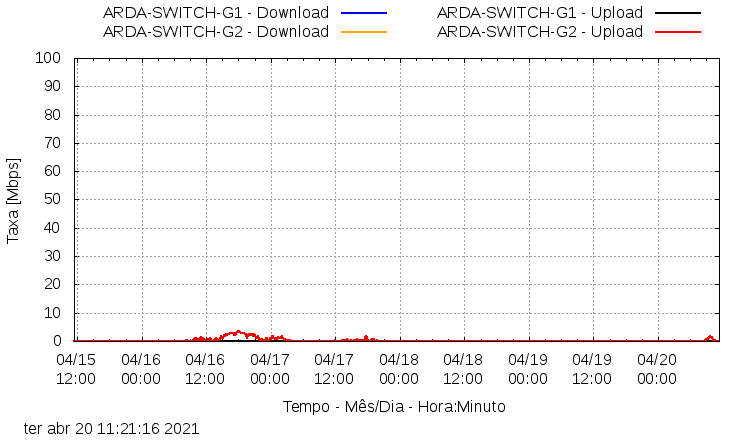 ARDA-SWITCH-G1 - Download ARDA-SWITCH-G1 - Upload
ARDA-SWITCH-G2 - Download ARDA-SWITCH-G2 - Upload
100
90
80
70
60
50
40
30
20
10
0
Taxa [Mbps]
04/15 04/16 04/16 04/17 04/17 04/18 04/18 04/19 04/19 04/20
12:00 00:00 12:00 00:00 12:00 00:00 12:00 00:00 12:00 00:00
Tempo - Mês/Dia - Hora:Minuto
ter abr 20 11:21:16 2021